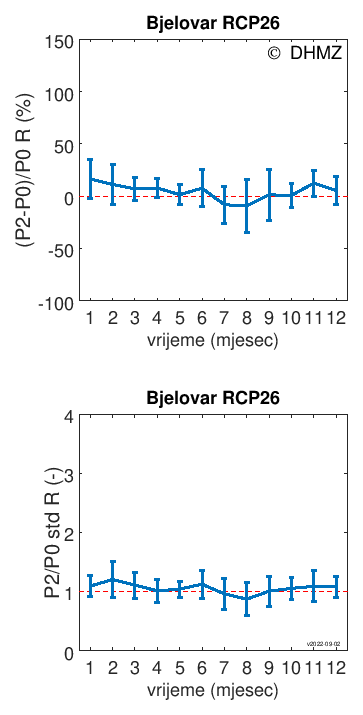 Bjelovar RCP26
© DHMZ
(P2-P0)/P0 R (%)
150
100
50
0
-50
-100
1 2 3 4 5 6 7 8 9 10 11 12
vrijeme (mjesec)
Bjelovar RCP26
P2/P0 std R (-)
4
3
2
1
0
v2022-09-02
1 2 3 4 5 6 7 8 9 10 11 12
vrijeme (mjesec)